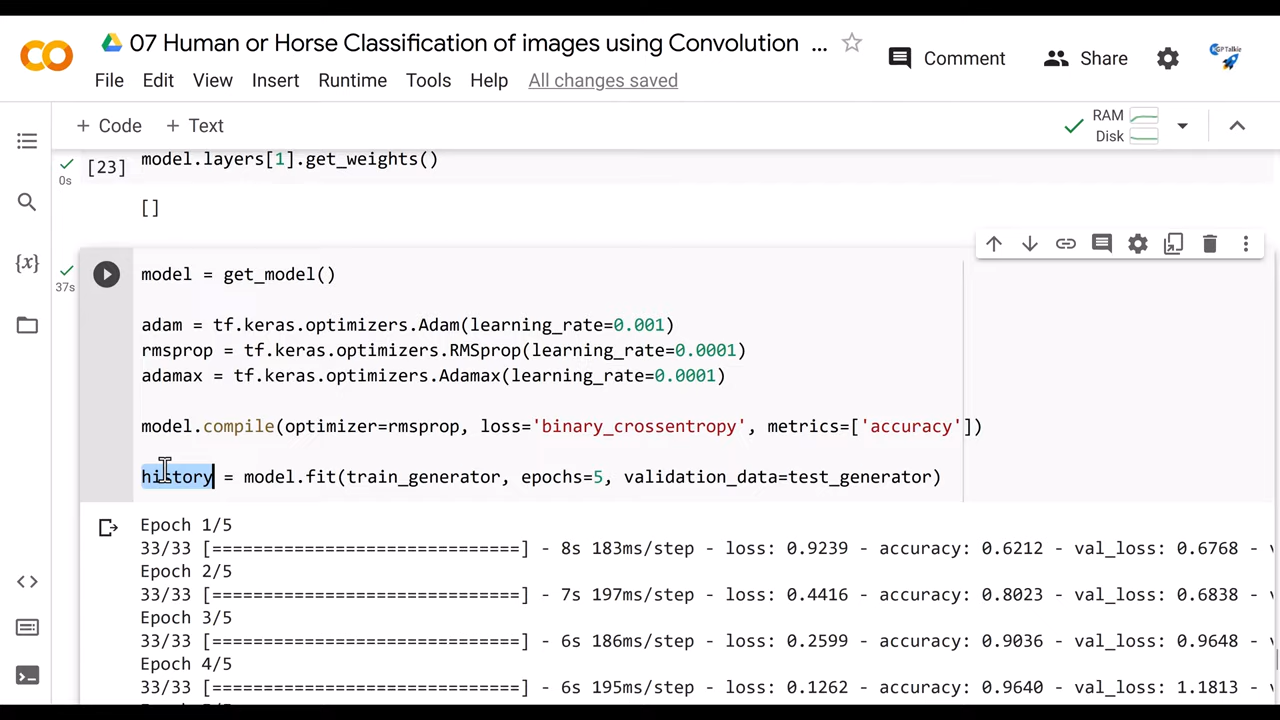 07 Human or Horse Classification of images using Convolution ...
Comment
Share
KGP Talkie
File Edit View Insert Runtime Tools Help All changes saved
+ Code + Text
RAM
Disk
[23] model.layers[1].get_weights()
0s
[]
model = get_model()
37s
adam = tf.keras.optimizers.Adam(learning_rate=0.001)
rmsprop = tf.keras.optimizers.RMSprop(learning_rate=0.0001)
adamax = tf.keras.optimizers.Adamax(learning_rate=0.0001)
model.compile(optimizer=rmsprop, loss='binary_crossentropy', metrics=['accuracy'])
history = model.fit(train_generator, epochs=5, validation_data=test_generator)
Epoch 1/5
33/33 [==============================] - 8s 183ms/step - loss: 0.9239 - accuracy: 0.6212 - val_loss: 0.6768 -
Epoch 2/5
33/33 [==============================] - 7s 197ms/step - loss: 0.4416 - accuracy: 0.8023 - val_loss: 0.6838 -
Epoch 3/5
33/33 [==============================] - 6s 186ms/step - loss: 0.2599 - accuracy: 0.9036 - val_loss: 0.9648 -
Epoch 4/5
33/33 [==============================] - 6s 195ms/step - loss: 0.1262 - accuracy: 0.9640 - val_loss: 1.1813 -